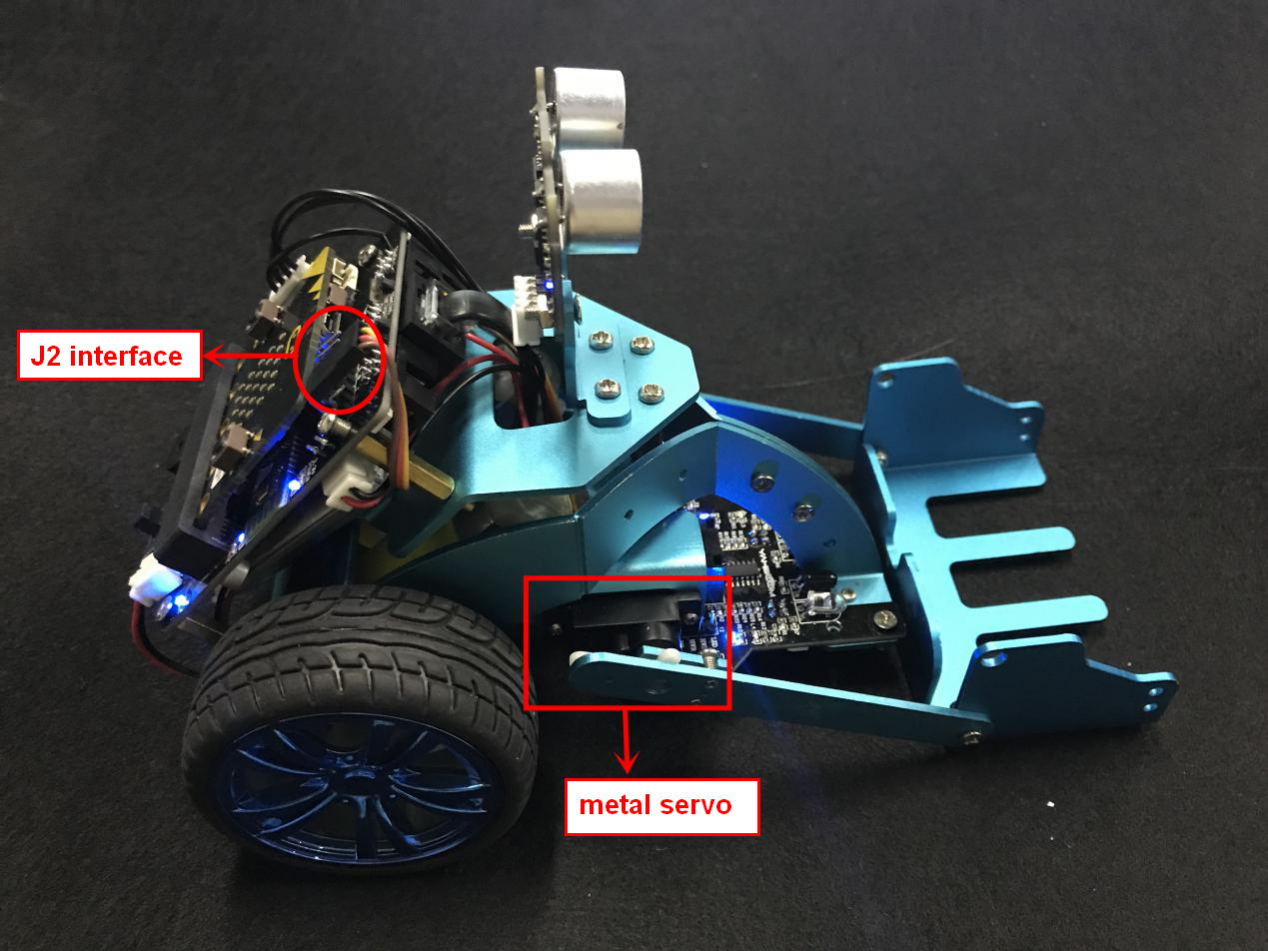 J2 interface
metal servo